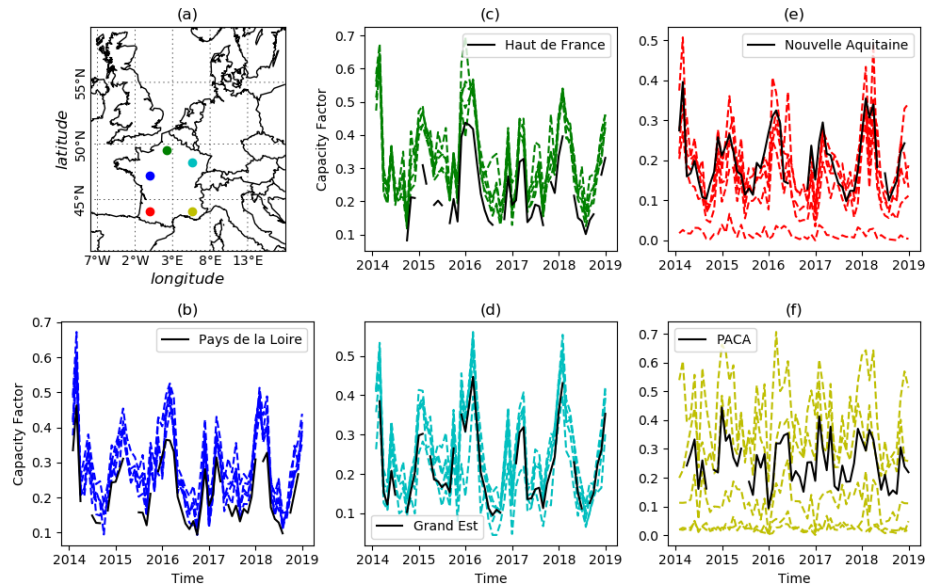 (a)
latitude
55°N
50°N
45°N
7°W 2°W 3°E 8°E 13°E
longitude
(c)
Haut de France
Capacity Factor
0.7
0.6
0.5
0.4
0.3
0.2
0.1
2014 2015 2016 2017 2018 2019
(e)
Nouvelle Aquitaine
0.5
0.4
0.3
0.2
0.1
0.0
2014 2015 2016 2017 2018 2019
(b)
Pays de la Loire
Capacity Factor
0.7
0.6
0.5
0.4
0.3
0.2
0.1
2014 2015 2016 2017 2018 2019
Time
(d)
Grand Est
0.5
0.4
0.3
0.2
0.1
2014 2015 2016 2017 2018 2019
Time
(f)
PACA
0.7
0.6
0.5
0.4
0.3
0.2
0.1
0.0
2014 2015 2016 2017 2018 2019
Time